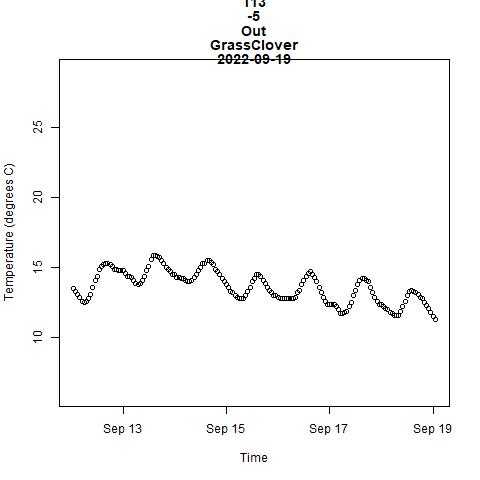 T13
-5
Out
GrassClover
2022-09-19
Temperature (degrees C)
25
20
15
10
Sep 13
Sep 15
Sep 17
Sep 19
Time